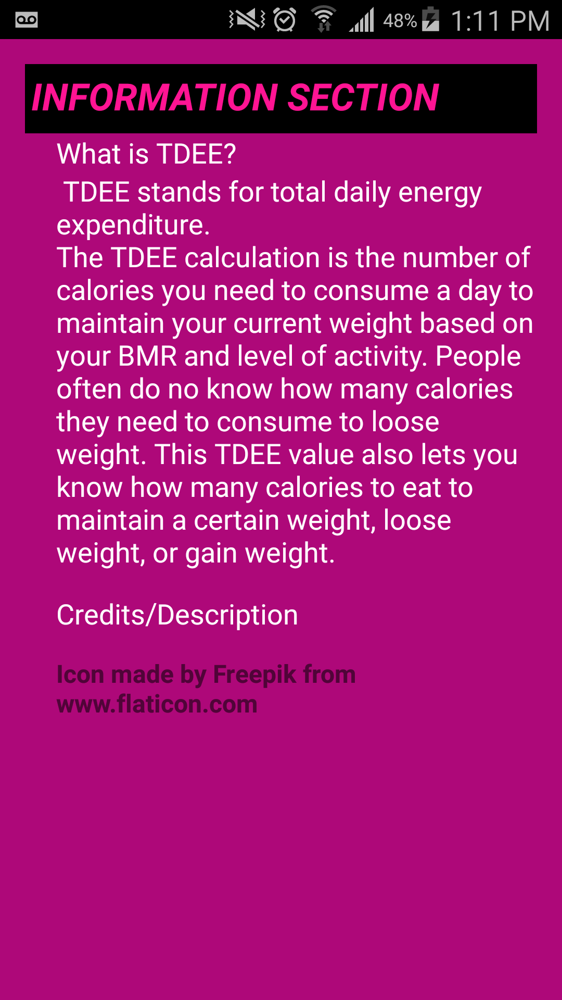 48% 1:11 PM
INFORMATION SECTION
What is TDEE?
TDEE stands for total daily energy
expenditure.
The TDEE calculation is the number of
calories you need to consume a day to
maintain your current weight based on
your BMR and level of activity. People
often do no know how many calories
they need to consume to loose
weight. This TDEE value also lets you
know how many calories to eat to
maintain a certain weight, loose
weight, or gain weight.
Credits/Description
Icon made by Freepik from
www.flaticon.com